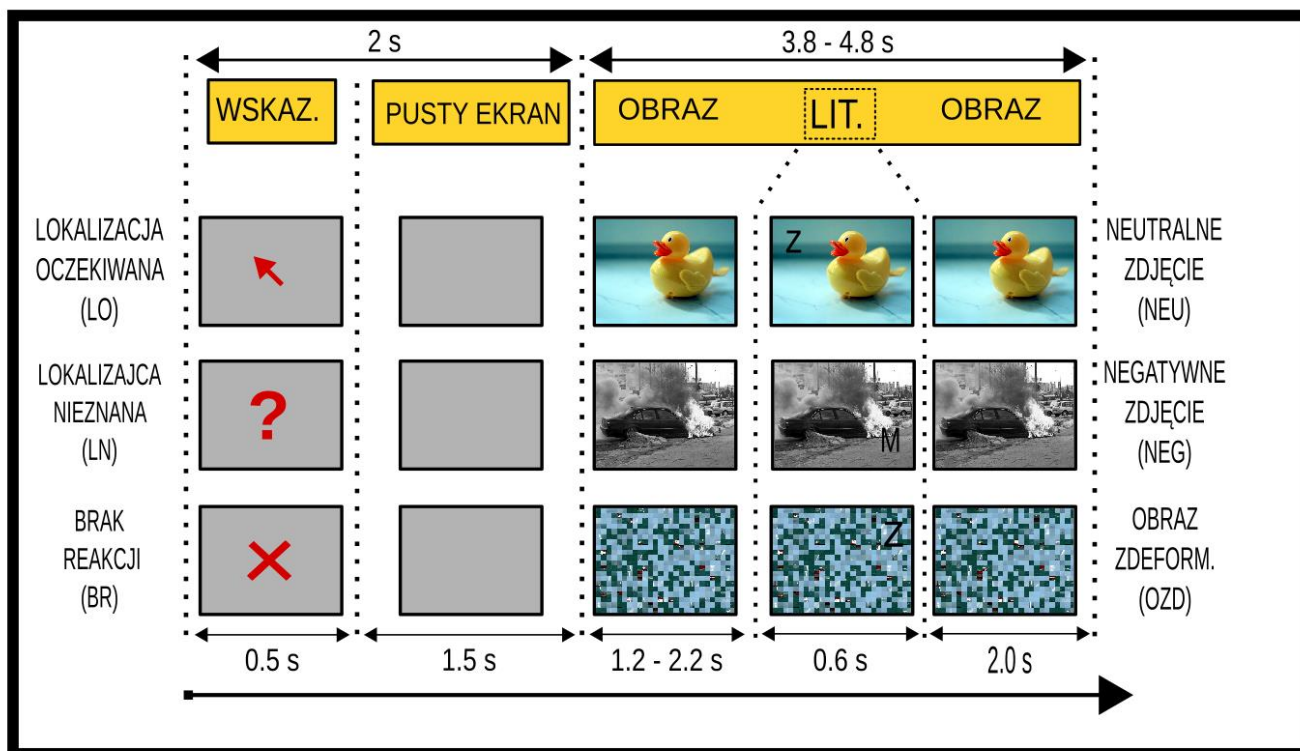 2 s
3.8 - 4.8 s
WSKAZ.
PUSTY EKRAN
OBRAZ
LIT.
OBRAZ
LOKALIZACJA
OCZEKIWANA
(LO)
?
Z
NEUTRALNE
ZDJĘCIE
(NEU)
LOKALIZAJCA
NIEZNANA
(LN)
M
NEGATYWNE
ZDJĘCIE
(NEG)
BRAK
REAKCJI
(BR)
Z
OBRAZ
ZDEFORM.
(OZD)
0.5 s
1.5 s
1.2 - 2.2 s
0.6 s
2.0 s